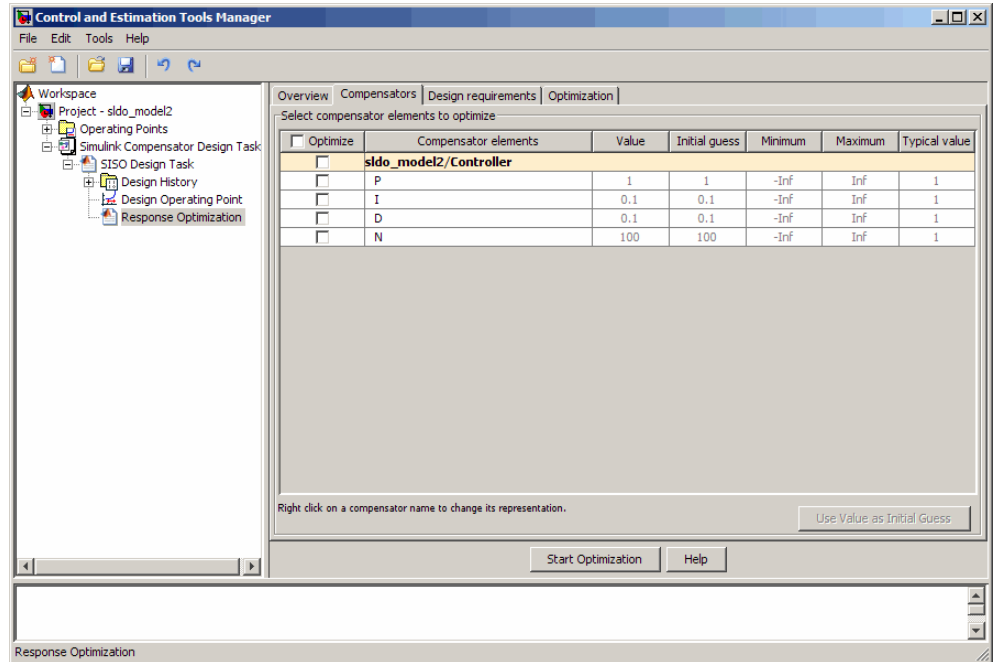 Control and Estimation Tools Manager
File Edit Tools Help
Workspace
Project - sldo_model2
Operating Points
Simulink Compensator Design Task
SISO Design Task
Design History
Design Operating Point
Response Optimization
Overview Compensators Design requirements Optimization
Select compensator elements to optimize
Optimize Compensator elements Value Initial guess Minimum Maximum Typical value
sldo_model2/Controller
P 1 1 -Inf Inf 1
I 0.1 0.1 -Inf Inf 1
D 0.1 0.1 -Inf Inf 1
N 100 100 -Inf Inf 1
Right click on a compensator name to change its representation.
Use Value as Initial Guess
Start Optimization Help
Response Optimization